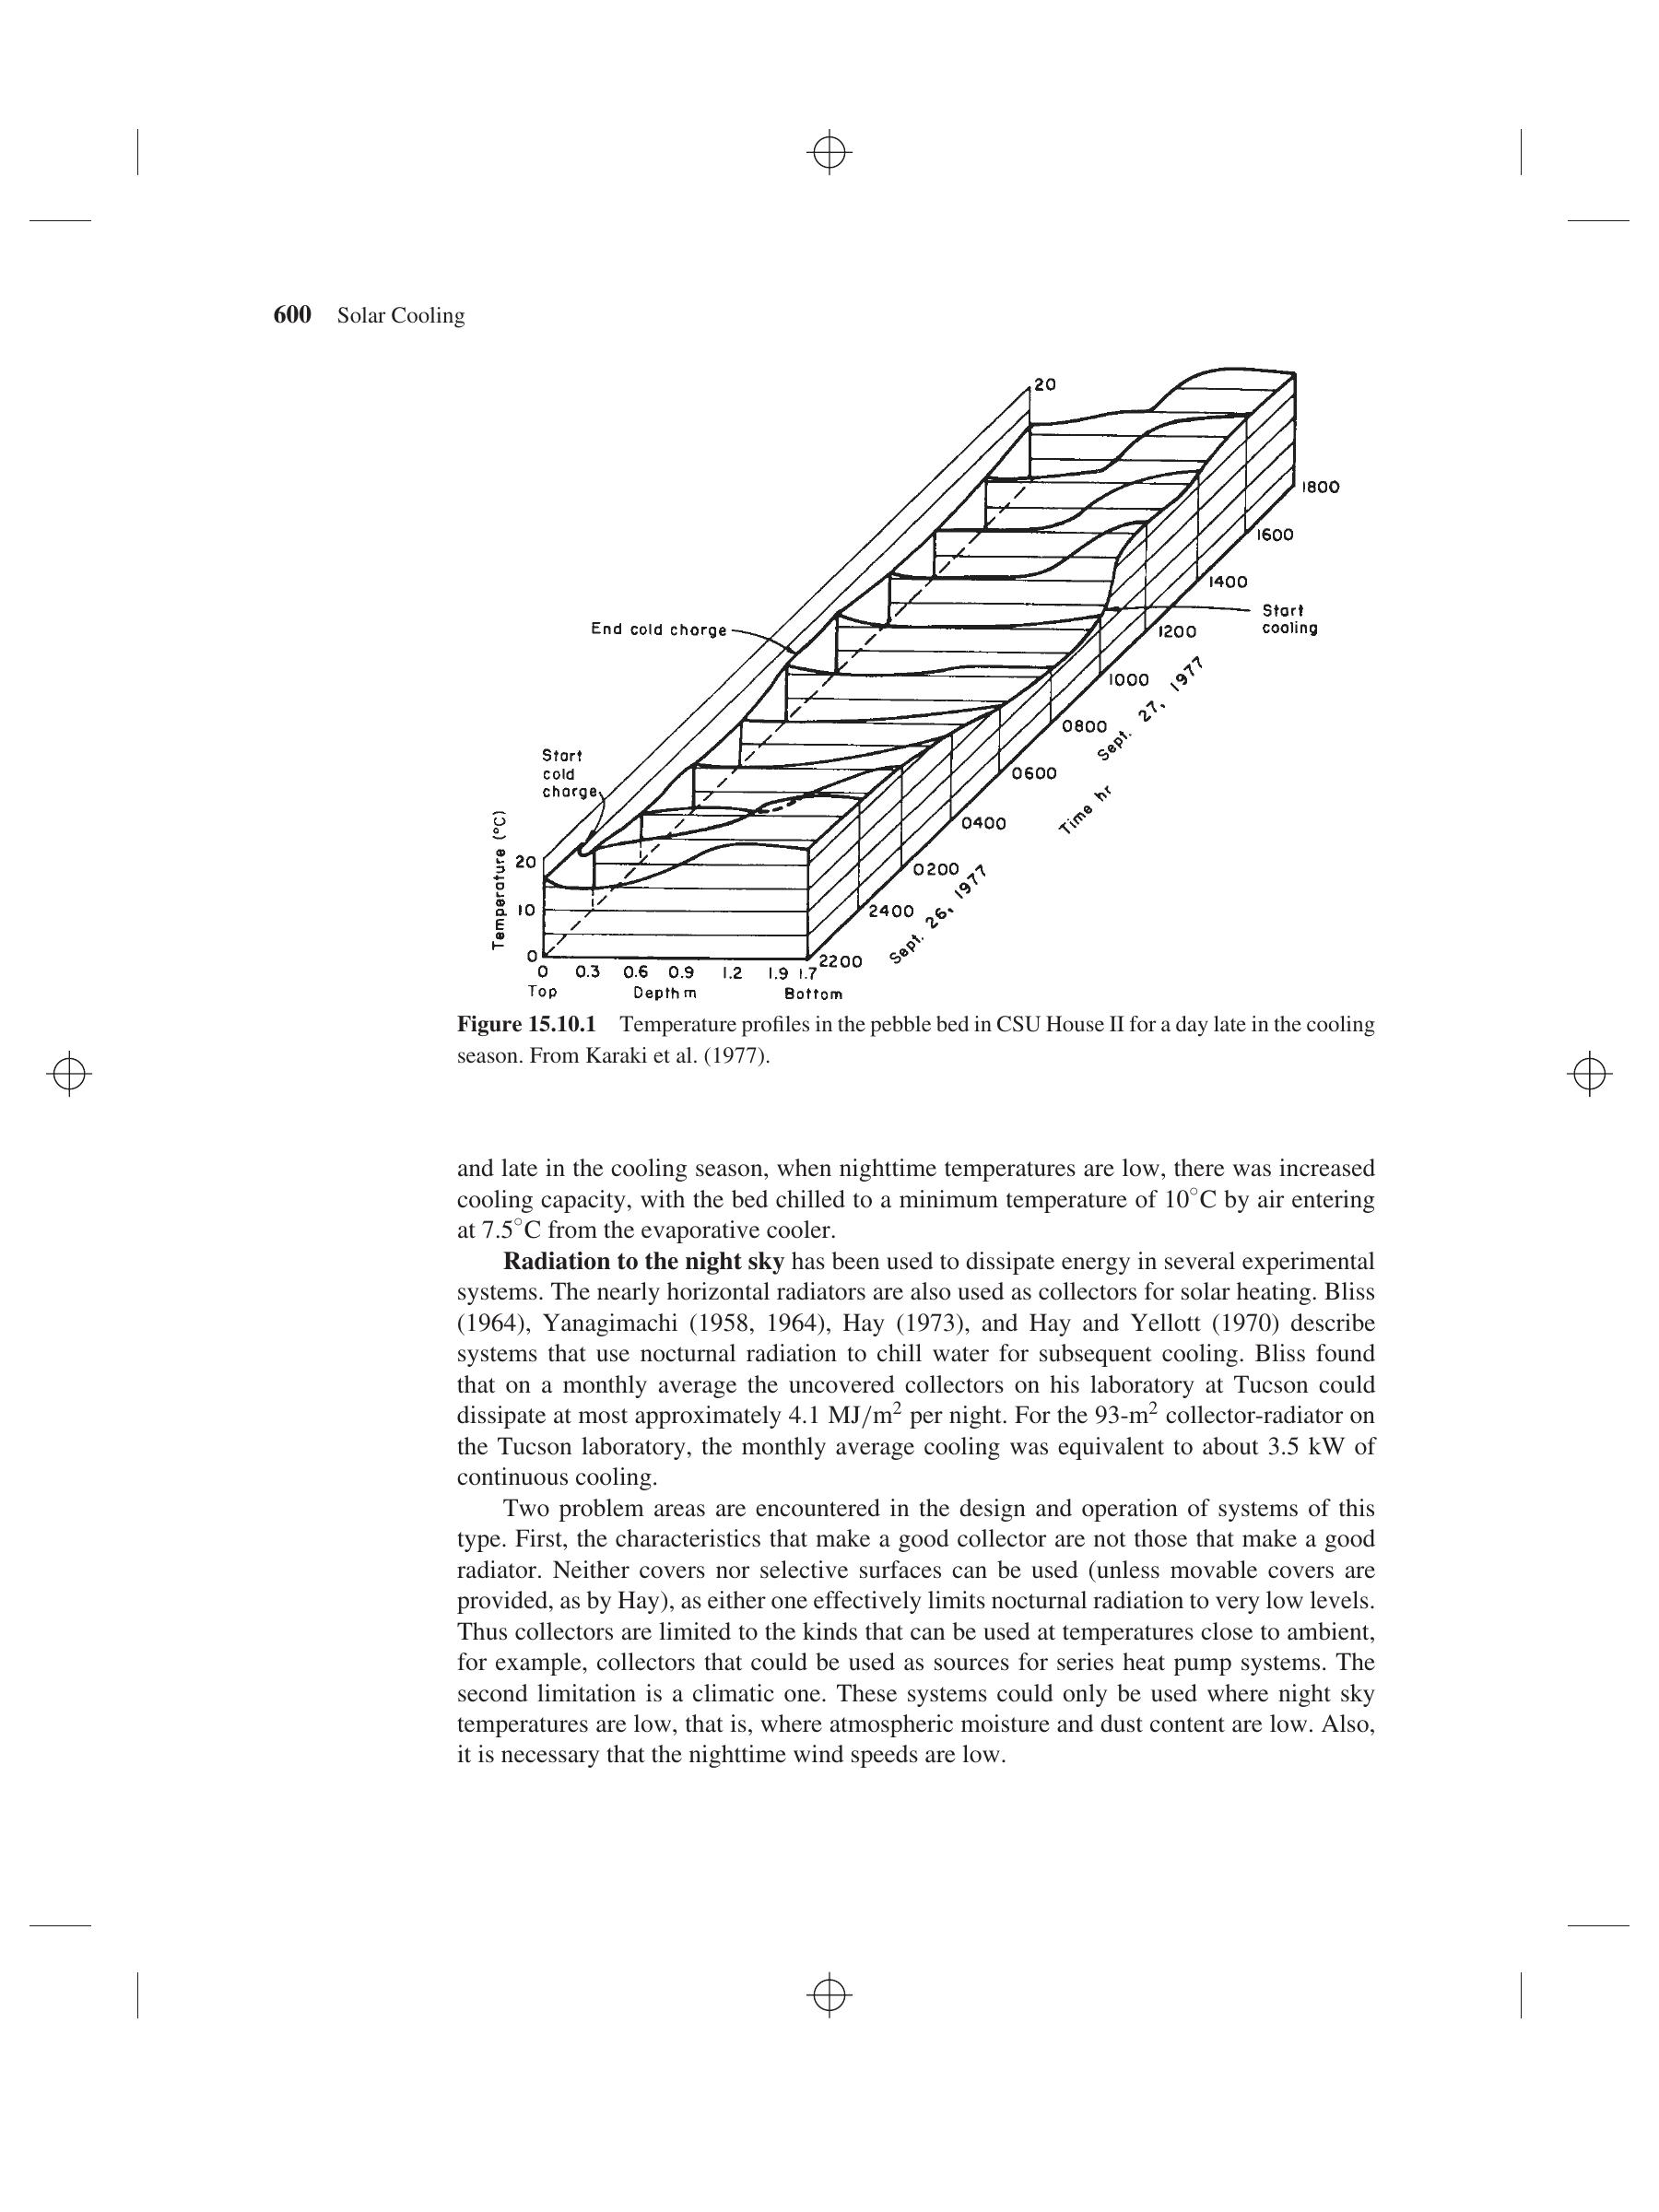 600 Solar Cooling
20
1800
1600
1400
Start
cooling
End cold charge
1200
1000
0800
Sept. 27, 1977
Start
cold
charge
0600
Time hr
0400
Temperature (°C)
20
0200
10
2400
Sept. 26, 1977
0
2200
0 0.3 0.6 0.9 1.2 1.9 1.7
Top Depth m Bottom
Figure 15.10.1 Temperature profiles in the pebble bed in CSU House II for a day late in the cooling
season. From Karaki et al. (1977).
and late in the cooling season, when nighttime temperatures are low, there was increased
cooling capacity, with the bed chilled to a minimum temperature of 10°C by air entering
at 7.5°C from the evaporative cooler.
Radiation to the night sky has been used to dissipate energy in several experimental
systems. The nearly horizontal radiators are also used as collectors for solar heating. Bliss
(1964), Yanagimachi (1958, 1964), Hay (1973), and Hay and Yellott (1970) describe
systems that use nocturnal radiation to chill water for subsequent cooling. Bliss found
that on a monthly average the uncovered collectors on his laboratory at Tucson could
dissipate at most approximately 4.1 MJ/m² per night. For the 93-m² collector-radiator on
the Tucson laboratory, the monthly average cooling was equivalent to about 3.5 kW of
continuous cooling.
Two problem areas are encountered in the design and operation of systems of this
type. First, the characteristics that make a good collector are not those that make a good
radiator. Neither covers nor selective surfaces can be used (unless movable covers are
provided, as by Hay), as either one effectively limits nocturnal radiation to very low levels.
Thus collectors are limited to the kinds that can be used at temperatures close to ambient,
for example, collectors that could be used as sources for series heat pump systems. The
second limitation is a climatic one. These systems could only be used where night sky
temperatures are low, that is, where atmospheric moisture and dust content are low. Also,
it is necessary that the nighttime wind speeds are low.